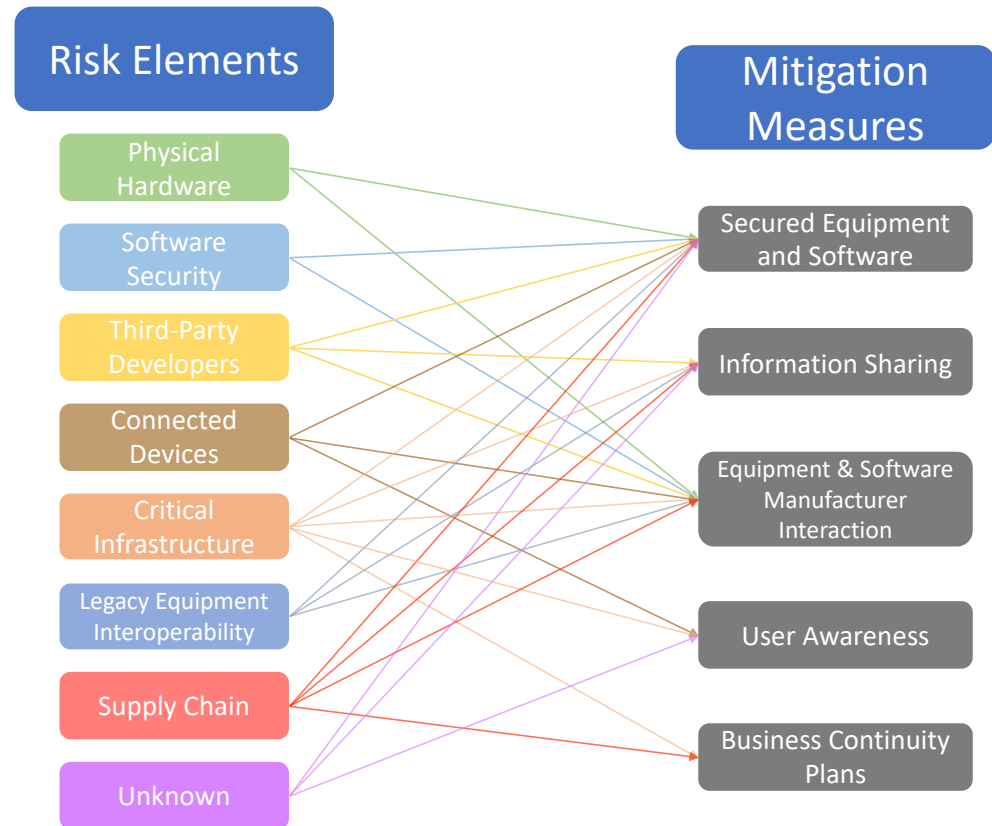 Risk Elements
Physical
Hardware
Software
Security
Third-Party
Developers
Connected
Devices
Critical
Infrastructure
Legacy Equipment
Interoperability
Supply Chain
Unknown
Mitigation
Measures
Secured Equipment
and Software
Information Sharing
Equipment & Software
Manufacturer
Interaction
User Awareness
Business Continuity
Plans